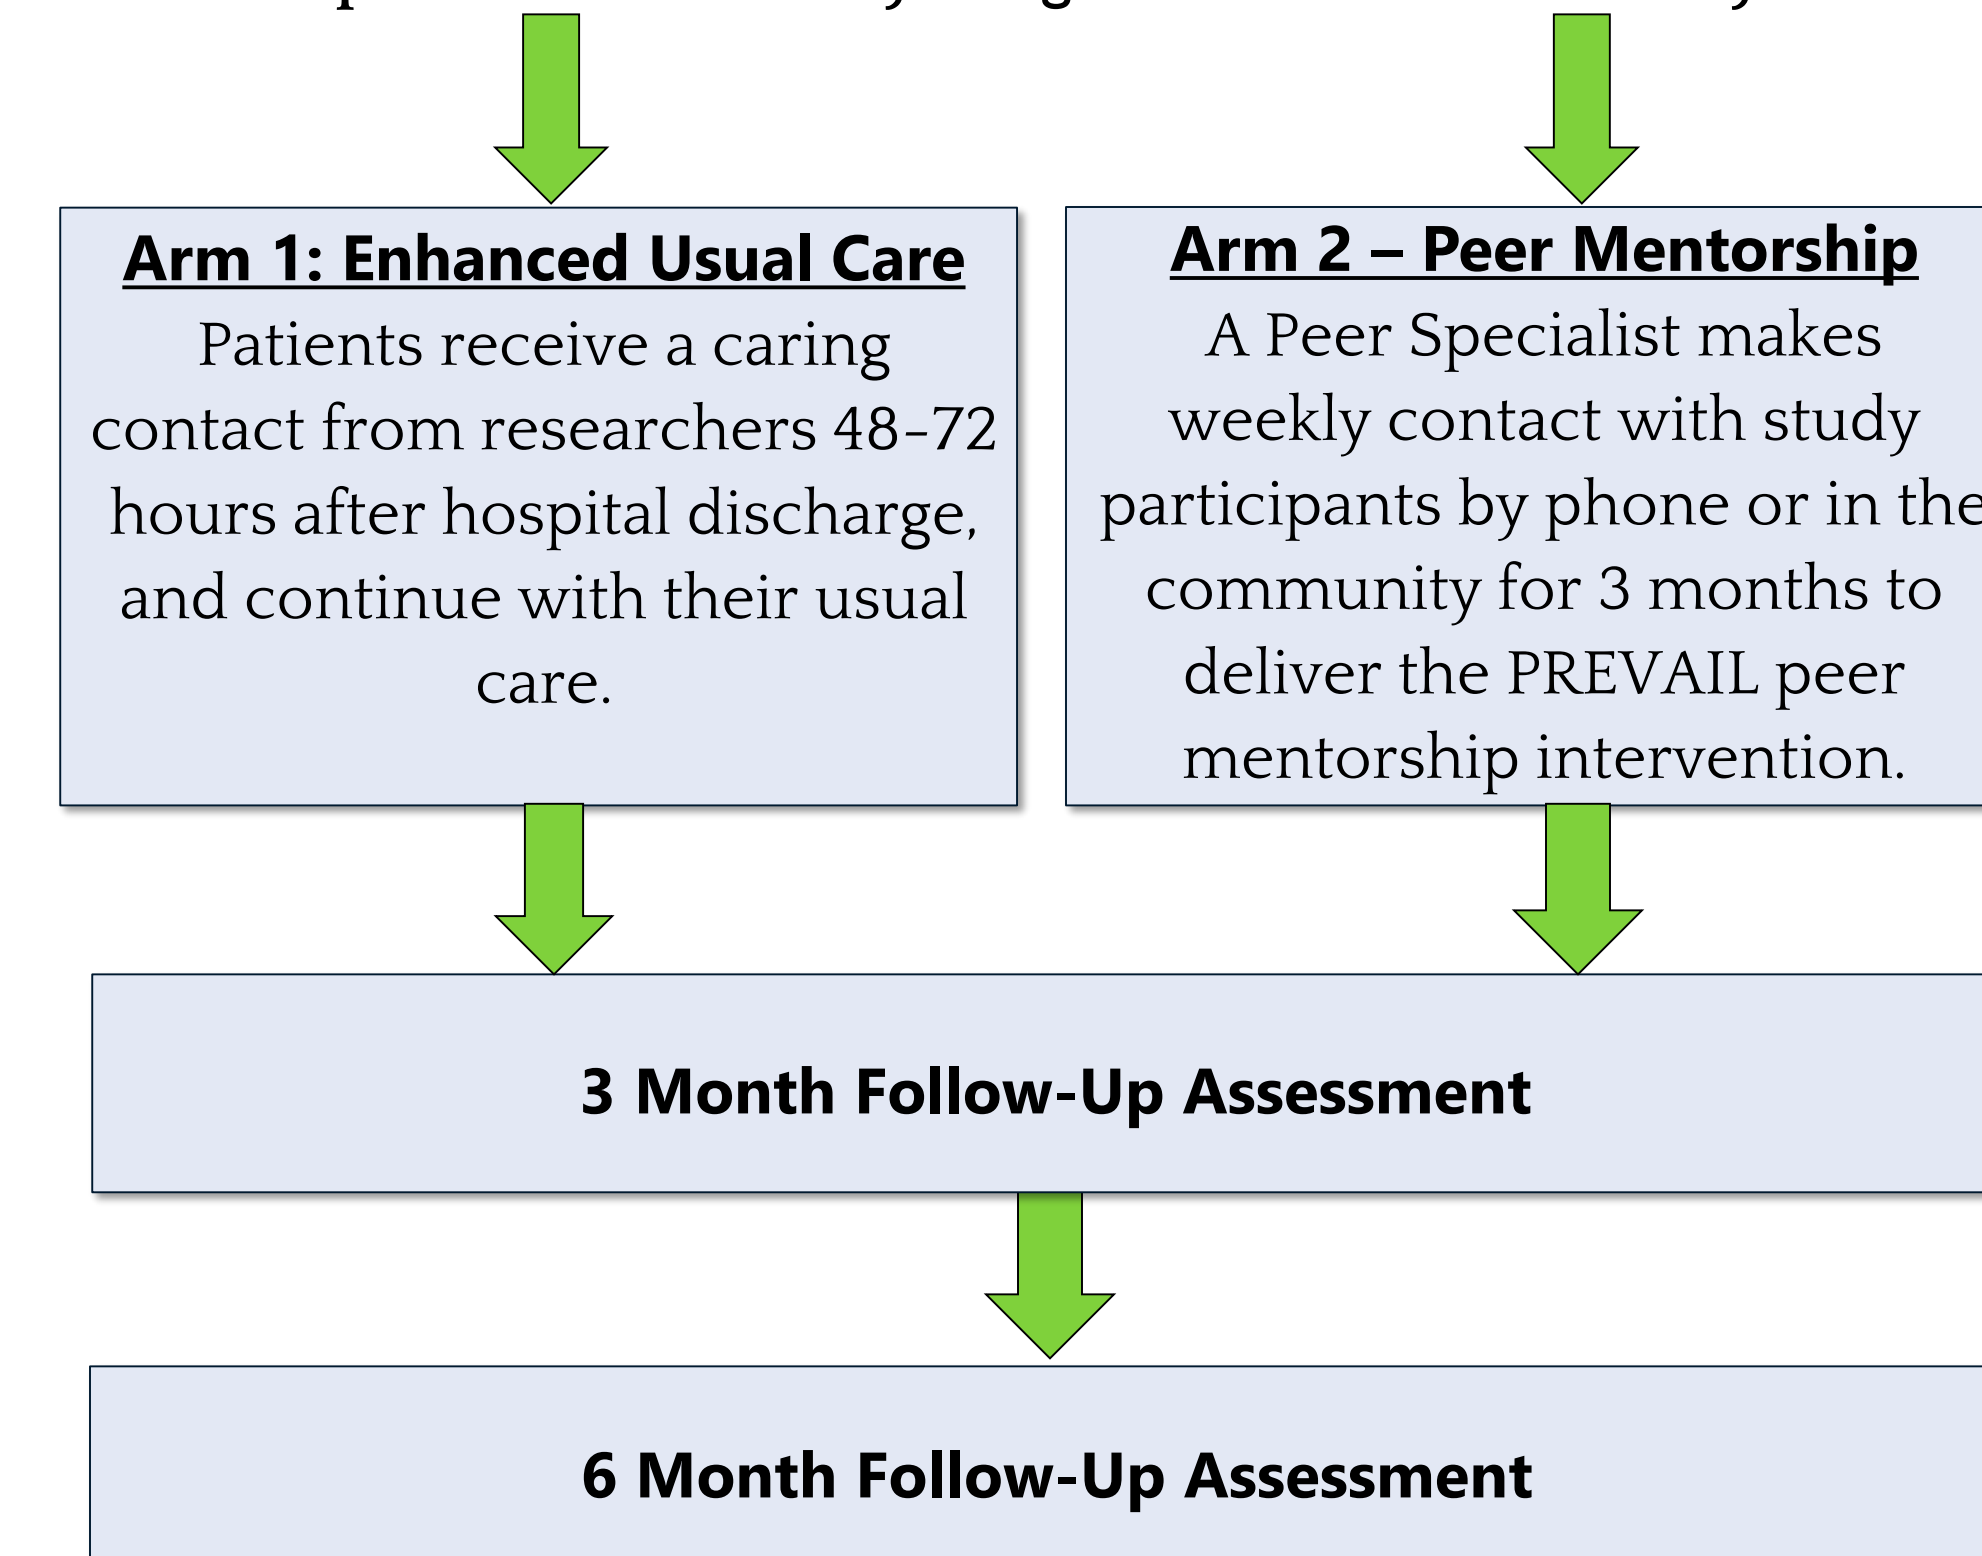 Arm 1: Enhanced Usual Care
Patients receive a caring
contact from researchers 48–72
hours after hospital discharge,
and continue with their usual
care.
Arm 2 – Peer Mentorship
A Peer Specialist makes
weekly contact with study
participants by phone or in the
community for 3 months to
deliver the PREVAIL peer
mentorship intervention.
3 Month Follow-Up Assessment
6 Month Follow-Up Assessment